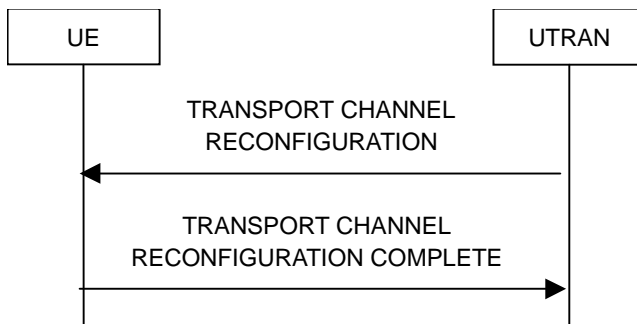 UE
UTRAN
TRANSPORT CHANNEL
RECONFIGURATION
TRANSPORT CHANNEL
RECONFIGURATION COMPLETE